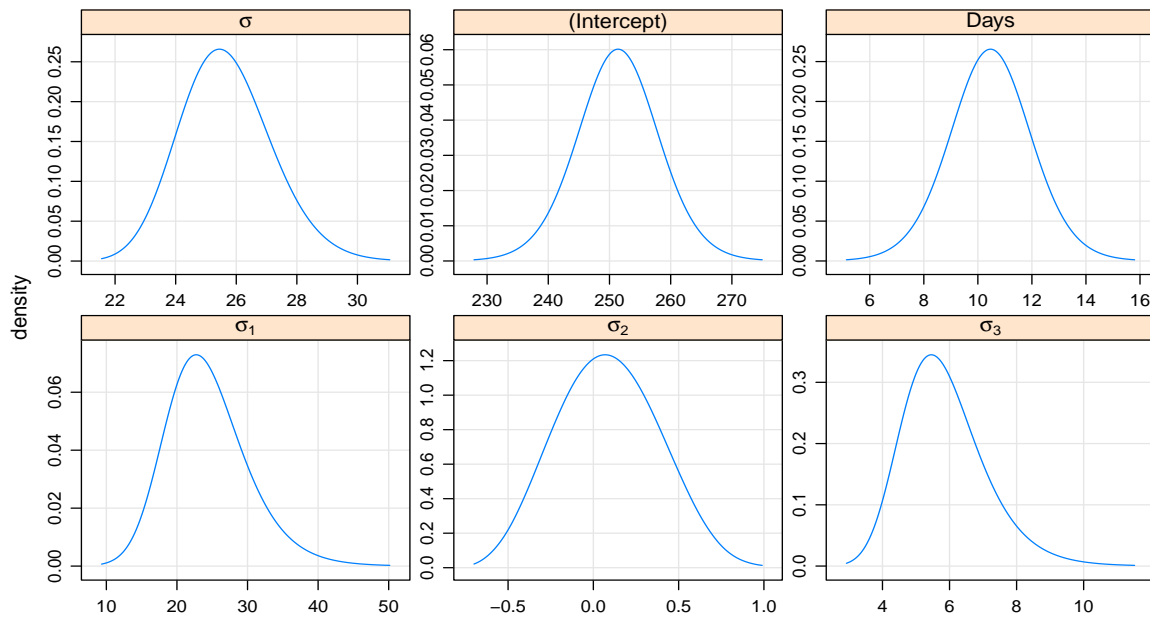 σ
(Intercept)
Days
0.00 0.05 0.10 0.15 0.20 0.25
0.00 0.01 0.02 0.03 0.04 0.05 0.06
0.00 0.05 0.10 0.15 0.20 0.25
22 24 26 28 30
230 240 250 260 270
6 8 10 12 14 16
density
σ₁
σ₂
σ₃
0.00 0.02 0.04 0.06
0.0 0.2 0.4 0.6 0.8 1.0 1.2
0.0 0.1 0.2 0.3
10 20 30 40 50
−0.5 0.0 0.5 1.0
4 6 8 10